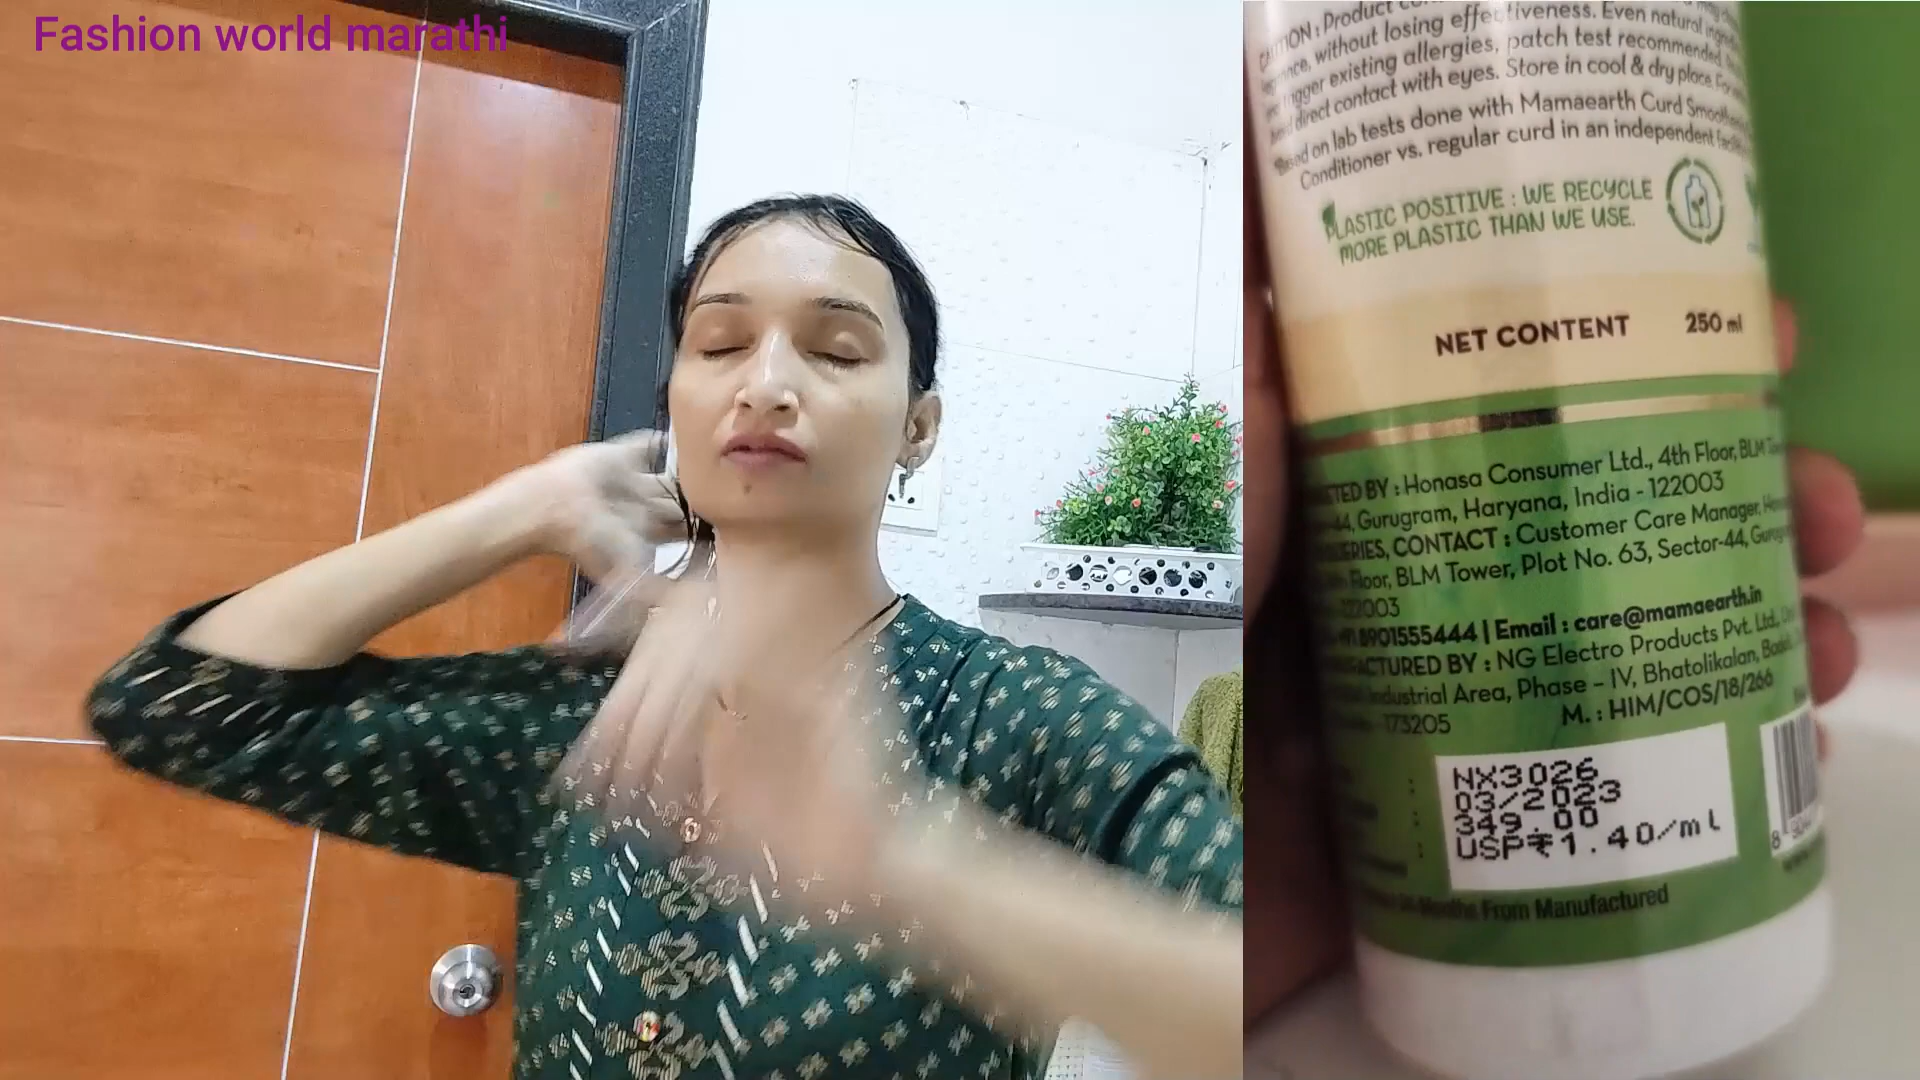 Fashion world marathi
: Product
without losing effectiveness. Even natural
trigger existing allergies, patch test recommended.
direct contact with eyes. Store in cool & dry place.
on lab tests done with Mamaearth Curd
Conditioner vs. regular curd in an independent
PLASTIC POSITIVE : WE RECYCLE
MORE PLASTIC THAN WE USE.
NET CONTENT 250 ml
BY : Honasa Consumer Ltd., 4th Floor, BLM
-44, Gurugram, Haryana, India - 122003
CONTACT : Customer Care Manager,
Floor, BLM Tower, Plot No. 63, Sector-44,
122003
8901555444 | Email : care@mamaearth.in
BY : NG Electro Products Pvt. Ltd.,
Industrial Area, Phase - IV, Bhatolikalan,
173205 M. : HIM/COS/18/266
NX3026
03/2023
349.00
USP₹1.40/mL
Months From Manufactured
8